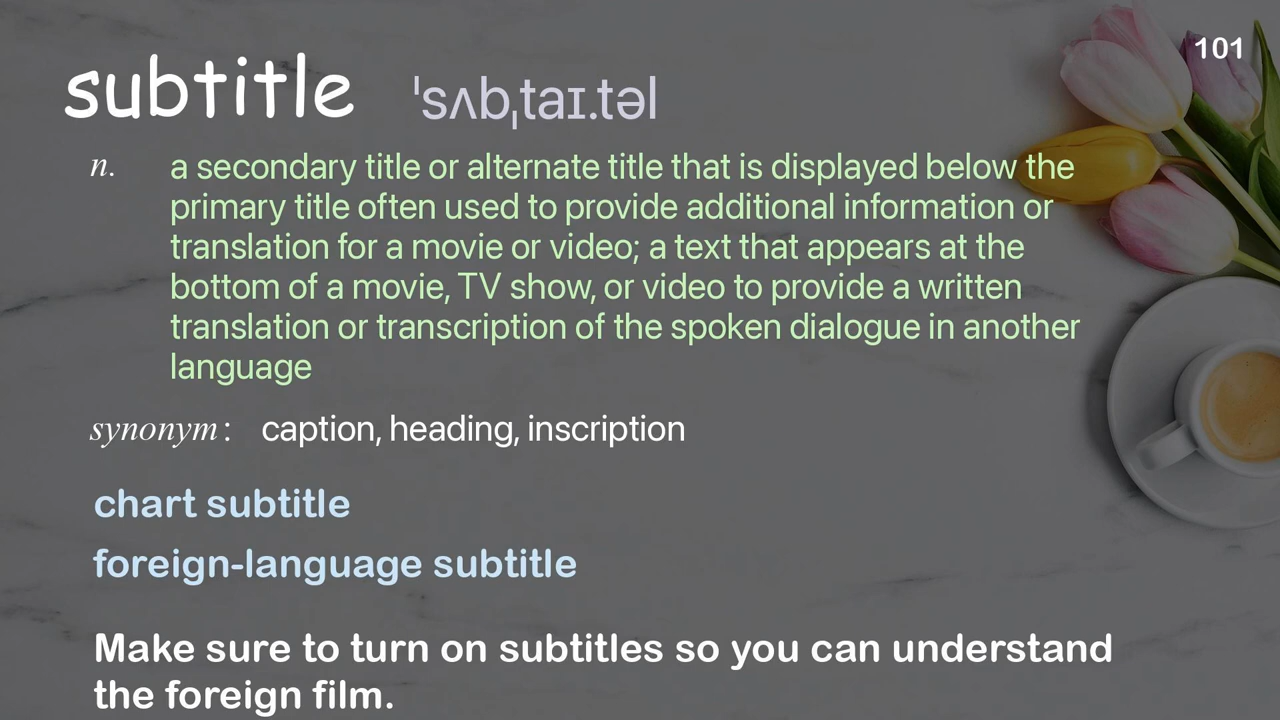 101
subtitle ˈsʌbˌtaɪ.təl
n. a secondary title or alternate title that is displayed below the
primary title often used to provide additional information or
translation for a movie or video; a text that appears at the
bottom of a movie, TV show, or video to provide a written
translation or transcription of the spoken dialogue in another
language
synonym: caption, heading, inscription
chart subtitle
foreign-language subtitle
Make sure to turn on subtitles so you can understand
the foreign film.